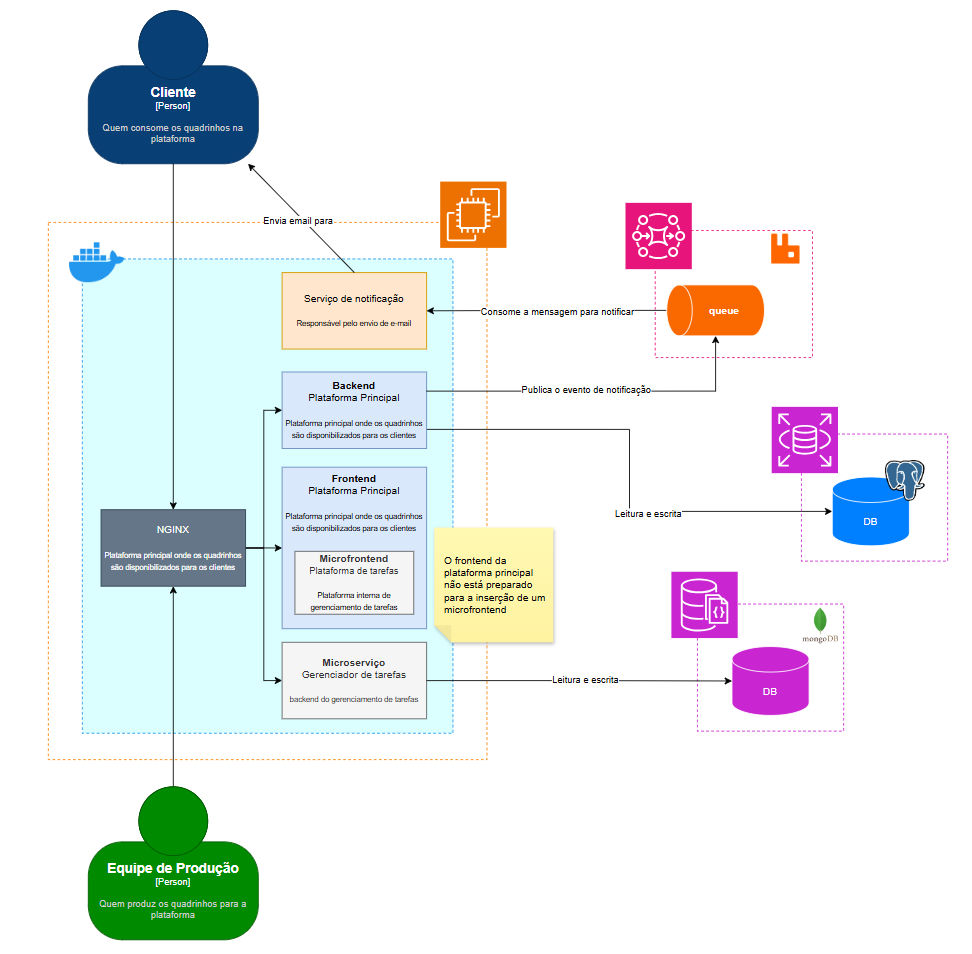 Cliente
[Person]
Quem consome os quadrinhos na
plataforma
Envia email para
Serviço de notificação
Responsável pelo envio de e-mail
Consome a mensagem para notificar
queue
Backend
Plataforma Principal
Plataforma principal onde os quadrinhos
são disponibilizados para os clientes
Publica o evento de notificação
Leitura e escrita
DB
Frontend
Plataforma Principal
Plataforma principal onde os quadrinhos
são disponibilizados para os clientes
Microfrontend
Plataforma de tarefas
Plataforma interna de
gerenciamento de tarefas
NGINX
Plataforma principal onde os quadrinhos
são disponibilizados para os clientes
O frontend da
plataforma principal
não está preparado
para a inserção de um
microfrontend
mongoDB
Microserviço
Gerenciador de tarefas
backend do gerenciamento de tarefas
Leitura e escrita
DB
Equipe de Produção
[Person]
Quem produz os quadrinhos para a
plataforma